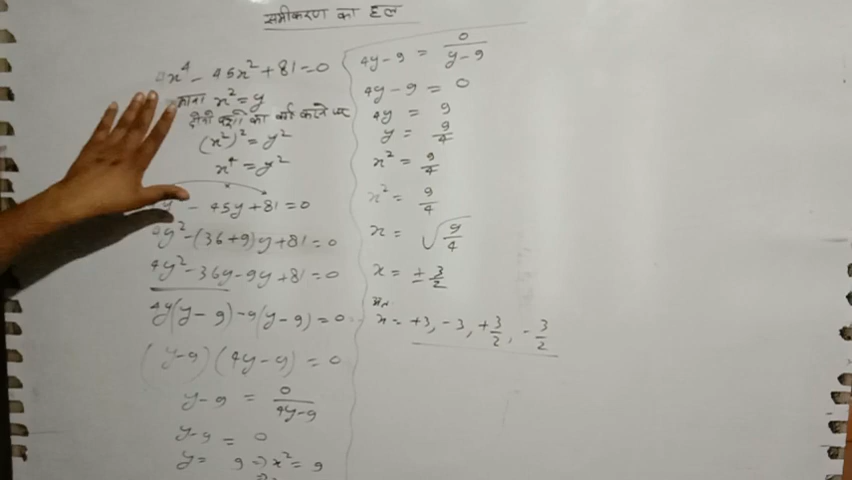 समीकरण का हल
4x⁴ - 45x² + 81 = 0
माना x² = y
दोनों पक्षों का वर्ग करने पर
(x²)² = y²
x⁴ = y²
- 45y + 81 = 0
4y² - (36+9)y + 81 = 0
4y² - 36y - 9y + 81 = 0
4y(y - 9) - 9(y - 9) = 0
(y-9) (4y - 9) = 0
y - 9 = 0/(4y-9)
y-9 = 0
y = 9 ⇒ x² = 9
4y - 9 = 0/(y-9)
4y - 9 = 0
4y = 9
y = 9/4
x² = 9/4
x² = 9/4
x = √(9/4)
x = ± 3/2
अतः
x = +3, -3, +3/2, -3/2